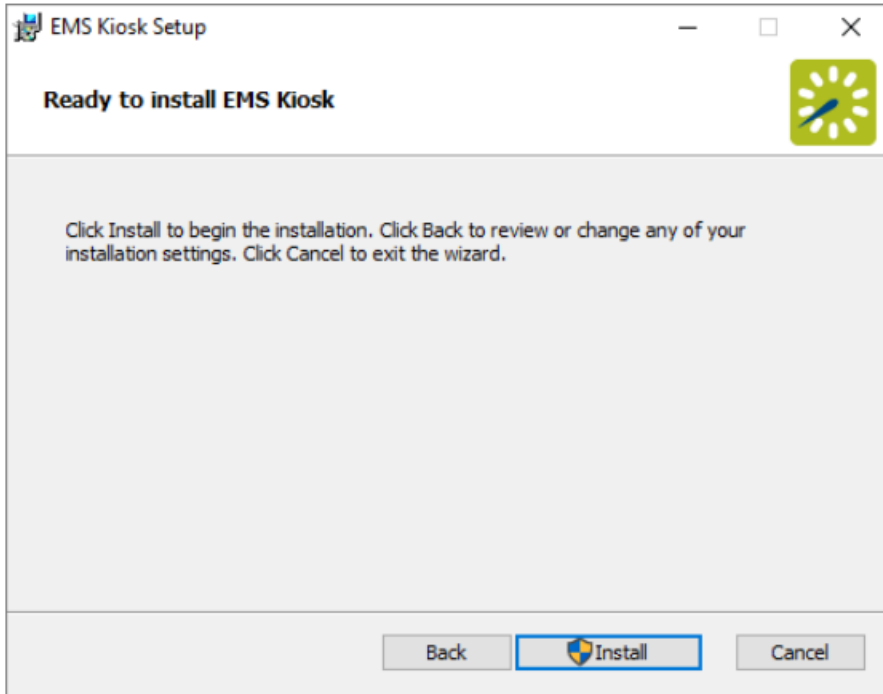 EMS Kiosk Setup
Ready to install EMS Kiosk
Click Install to begin the installation. Click Back to review or change any of your
installation settings. Click Cancel to exit the wizard.
Back Install Cancel